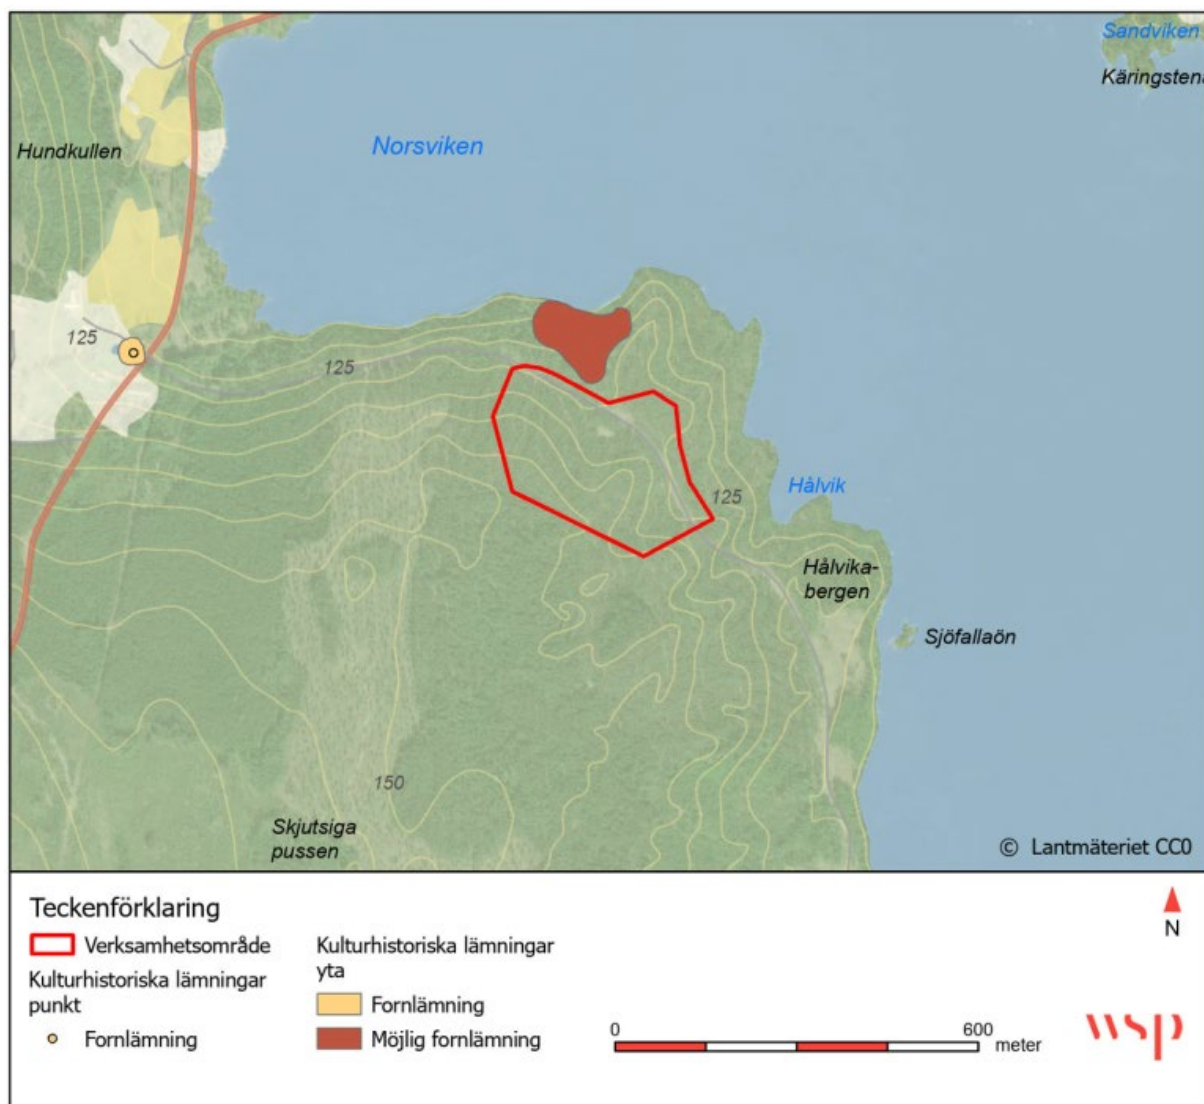 Sandviken
Käringstena
Hundkullen
Norsviken
125
125
125
Hålvik
Hålvika-
bergen
Sjöfallaön
150
Skjutsiga
pussen
© Lantmäteriet CC0
Teckenförklaring
Verksamhetsområde
Kulturhistoriska lämningar
punkt
Fornlämning
Kulturhistoriska lämningar
yta
Fornlämning
Möjlig fornlämning
0 600
meter
N
wsp